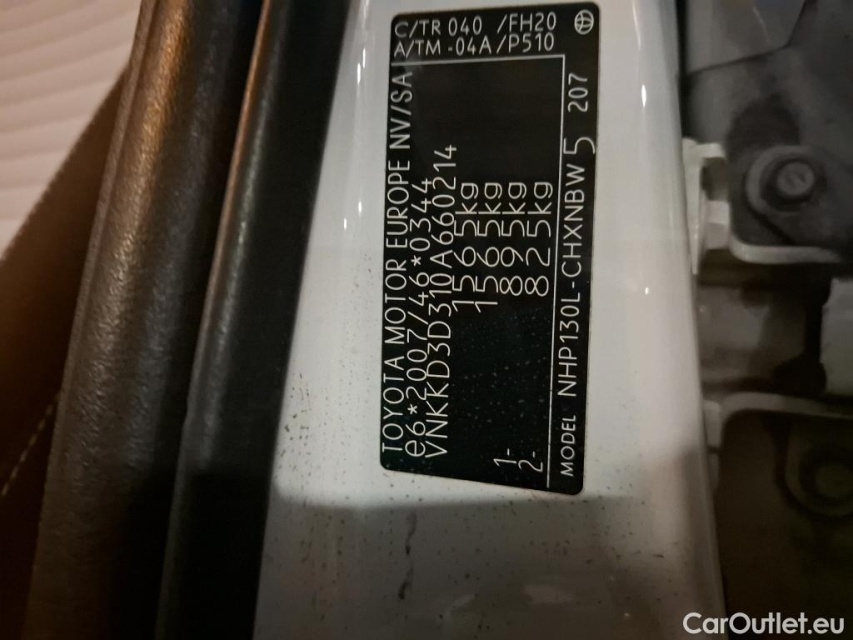 TOYOTA MOTOR EUROPE NV/SA
e6*2007/46*0344
VNKKD3D310A660214
1565kg
1565kg
1- 895kg
2- 825kg
MODEL NHP130L-CHXNBW 5 207
C/TR 040 /FH20
A/TM -04A/P510
CarOutlet.eu